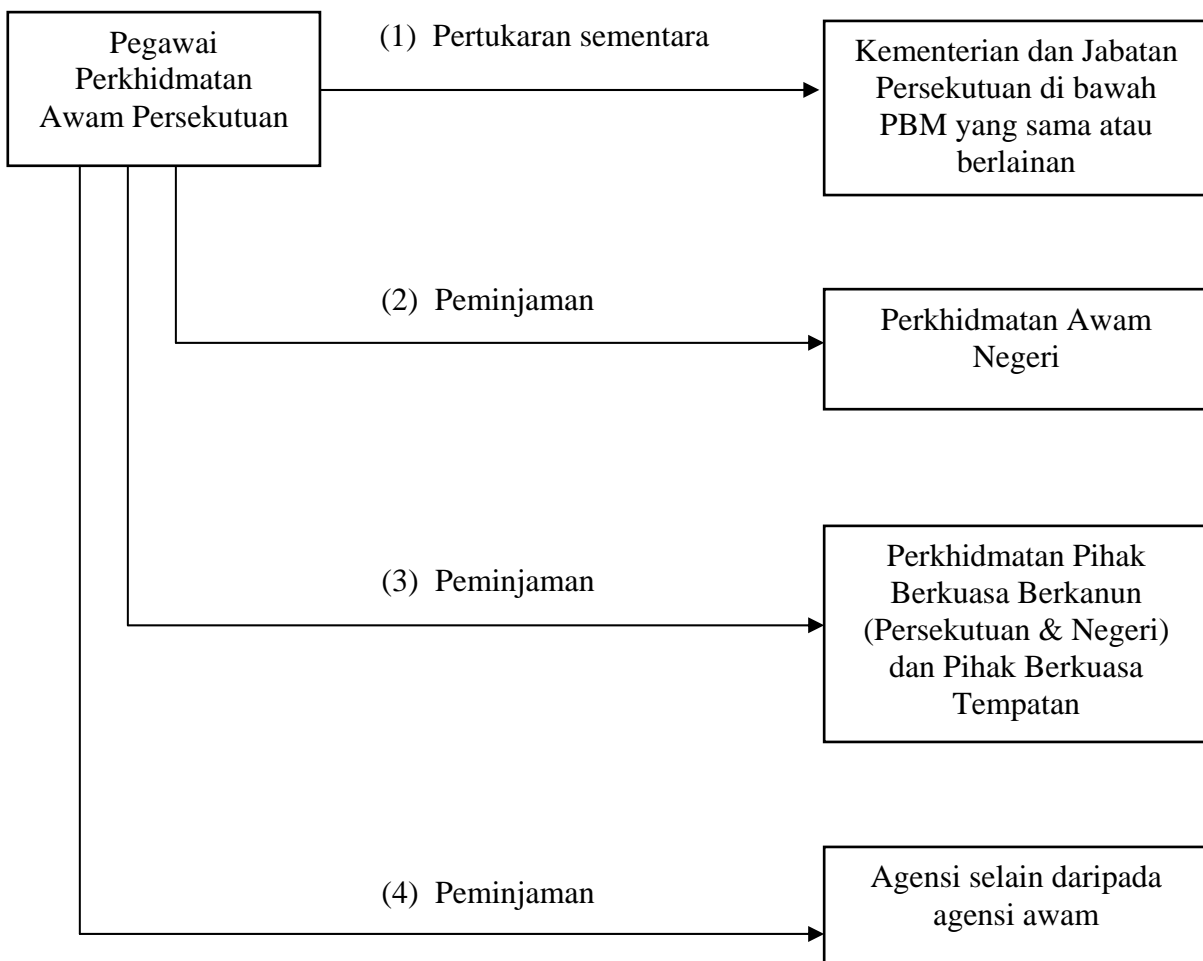 Pegawai
Perkhidmatan
Awam Persekutuan
(1) Pertukaran sementara
Kementerian dan Jabatan
Persekutuan di bawah
PBM yang sama atau
berlainan
(2) Peminjaman
Perkhidmatan Awam
Negeri
(3) Peminjaman
Perkhidmatan Pihak
Berkuasa Berkanun
(Persekutuan & Negeri)
dan Pihak Berkuasa
Tempatan
(4) Peminjaman
Agensi selain daripada
agensi awam